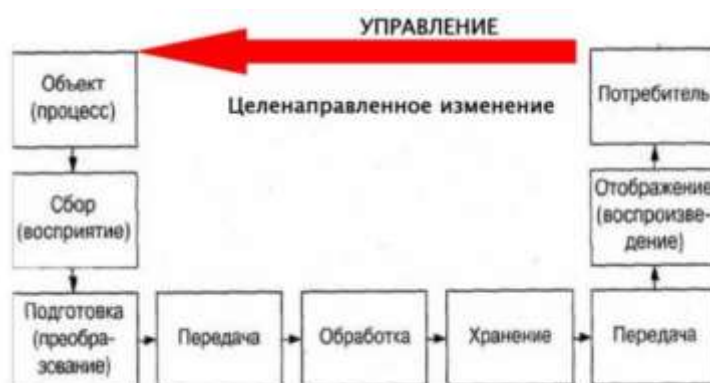 УПРАВЛЕНИЕ
Объект
(процесс)
Целенаправленное изменение
Потребитель
Сбор
(восприятие)
Отображение
(воспроизве-
дение)
Подготовка
(преобра-
зование)
Передача
Обработка
Хранение
Передача